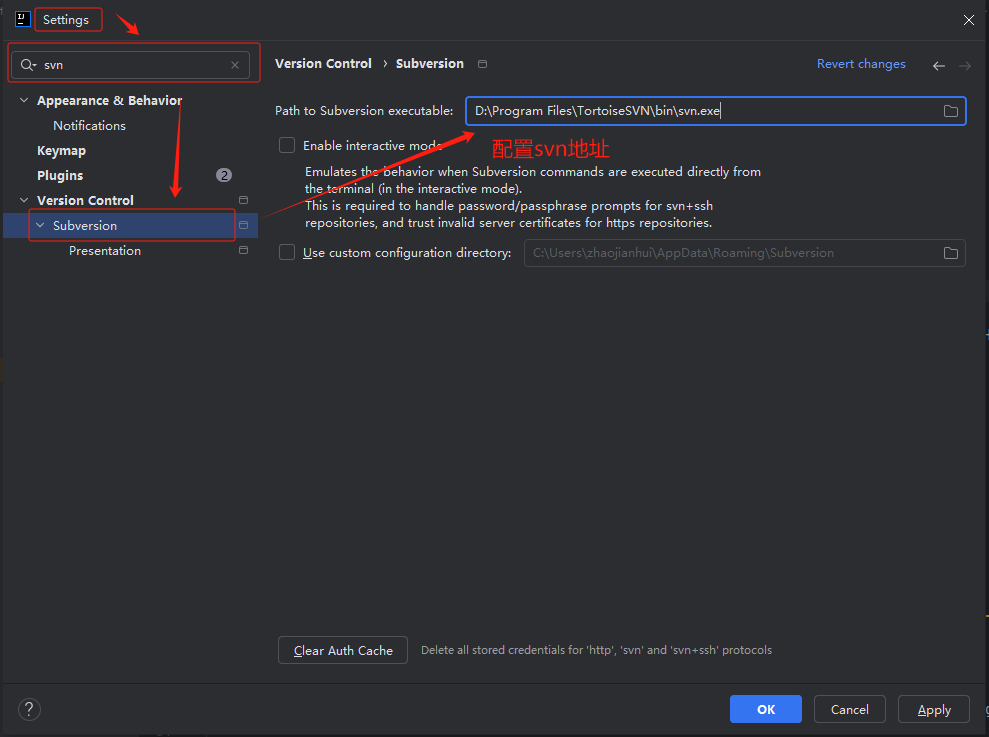 Settings
svn
Appearance & Behavior
Notifications
Keymap
Plugins 2
Version Control
Subversion
Presentation
Version Control › Subversion
Revert changes
Path to Subversion executable: D:\Program Files\TortoiseSVN\bin\svn.exe
Enable interactive mode
配置svn地址
Emulates the behavior when Subversion commands are executed directly from
the terminal (in the interactive mode).
This is required to handle password/passphrase prompts for svn+ssh
repositories, and trust invalid server certificates for https repositories.
Use custom configuration directory: C:\Users\zhaojianhui\AppData\Roaming\Subversion
Clear Auth Cache Delete all stored credentials for 'http', 'svn' and 'svn+ssh' protocols
? OK Cancel Apply